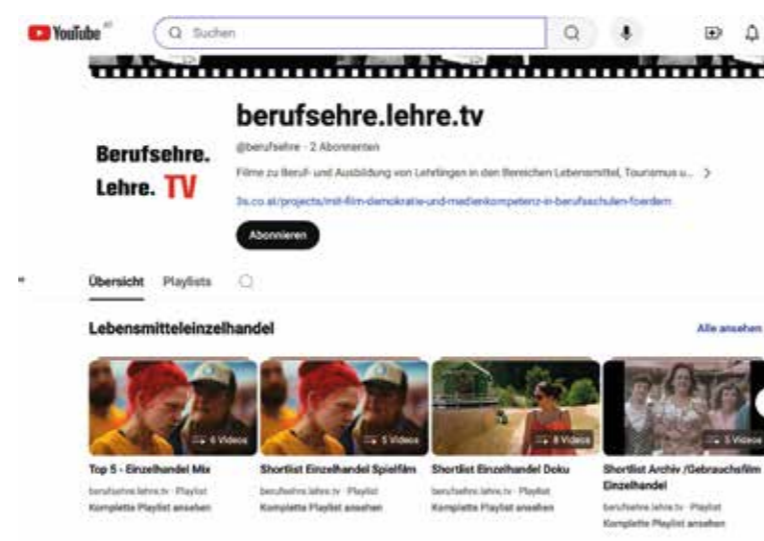 YouTube AT
Suchen
berufsehre.lehre.tv
@berufsehre · 2 Abonnenten
Berufsehre.
Lehre. TV
Filme zu Beruf- und Ausbildung von Lehrlingen in den Bereichen Lebensmittel, Tourismus u...
3s.co.at/projects/mit-film-demokratie-und-medienkompetenz-in-berufsschulen-foerdern
Abonnieren
Übersicht Playlists
Lebensmitteleinzelhandel Alle ansehen
6 Videos 5 Videos 8 Videos 5 Videos
Top 5 - Einzelhandel Mix Shortlist Einzelhandel Spielfilm Shortlist Einzelhandel Doku Shortlist Archiv /Gebrauchsfilm
Einzelhandel
berufsehre.lehre.tv · Playlist berufsehre.lehre.tv · Playlist berufsehre.lehre.tv · Playlist berufsehre.lehre.tv · Playlist
Komplette Playlist ansehen Komplette Playlist ansehen Komplette Playlist ansehen Komplette Playlist ansehen